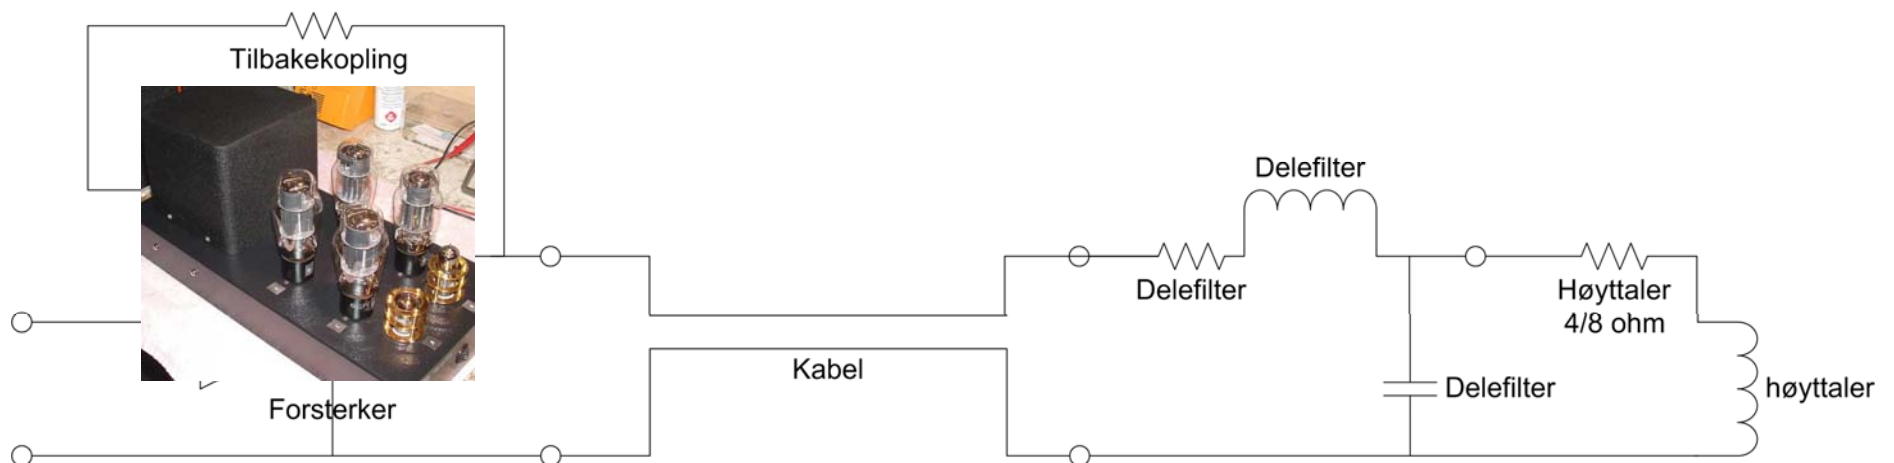 Tilbakekopling
Delefilter
Delefilter
Høyttaler
4/8 ohm
Kabel
Delefilter
høyttaler
Forsterker